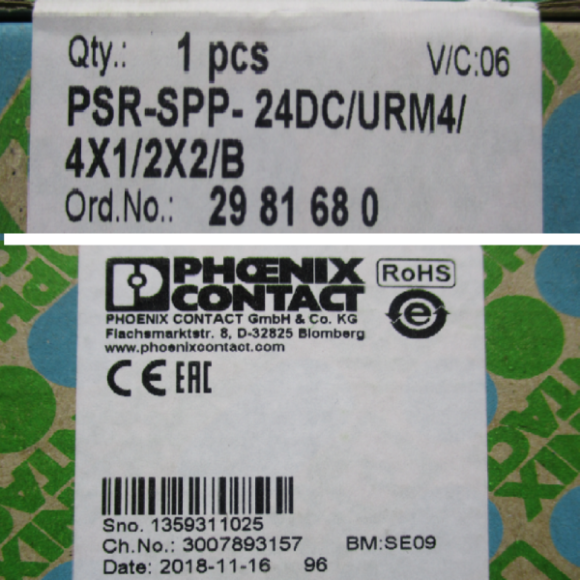 Qty.: 1 pcs V/C:06
PSR-SPP- 24DC/URM4/
4X1/2X2/B
Ord.No.: 29 81 68 0
PHŒNIX
CONTACT
RoHS
e
PHOENIX CONTACT GmbH & Co. KG
Flachsmarktstr. 8, D-32825 Blomberg
www.phoenixcontact.com
CE EAC
Sno. 1359311025
Ch.No.: 3007893157 BM:SE09
Date: 2018-11-16 96